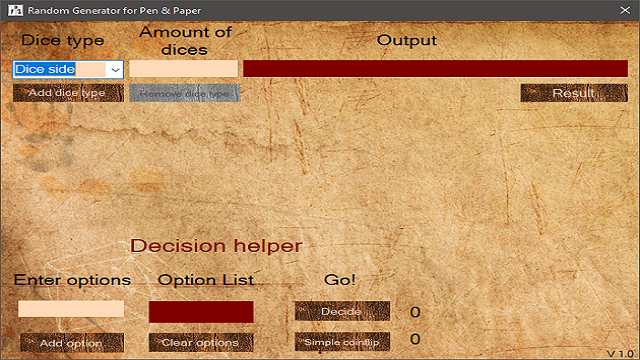 Random Generator for Pen & Paper
Dice type
Amount of
dices
Output
Dice side
Add dice type
Remove dice type
Result
Decision helper
Enter options
Option List
Go!
Decide
0
Add option
Clear options
Simple coinflip
0
V 1.0